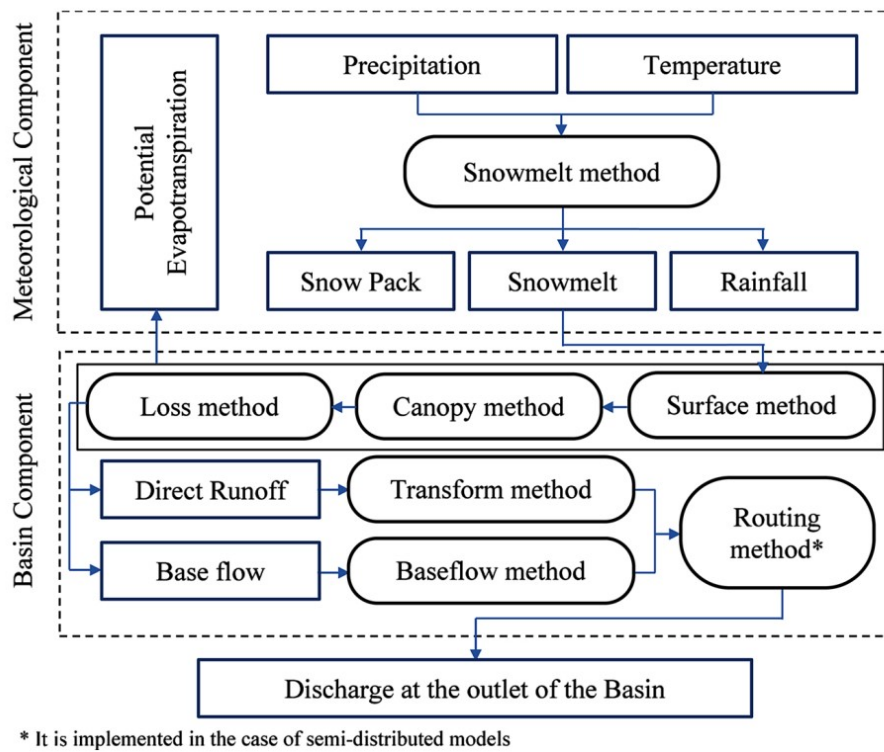 Meteorological Component
Potential
Evapotranspiration
Precipitation
Temperature
Snowmelt method
Snow Pack
Snowmelt
Rainfall
Basin Component
Loss method
Canopy method
Surface method
Direct Runoff
Transform method
Routing
method*
Base flow
Baseflow method
Discharge at the outlet of the Basin
* It is implemented in the case of semi-distributed models